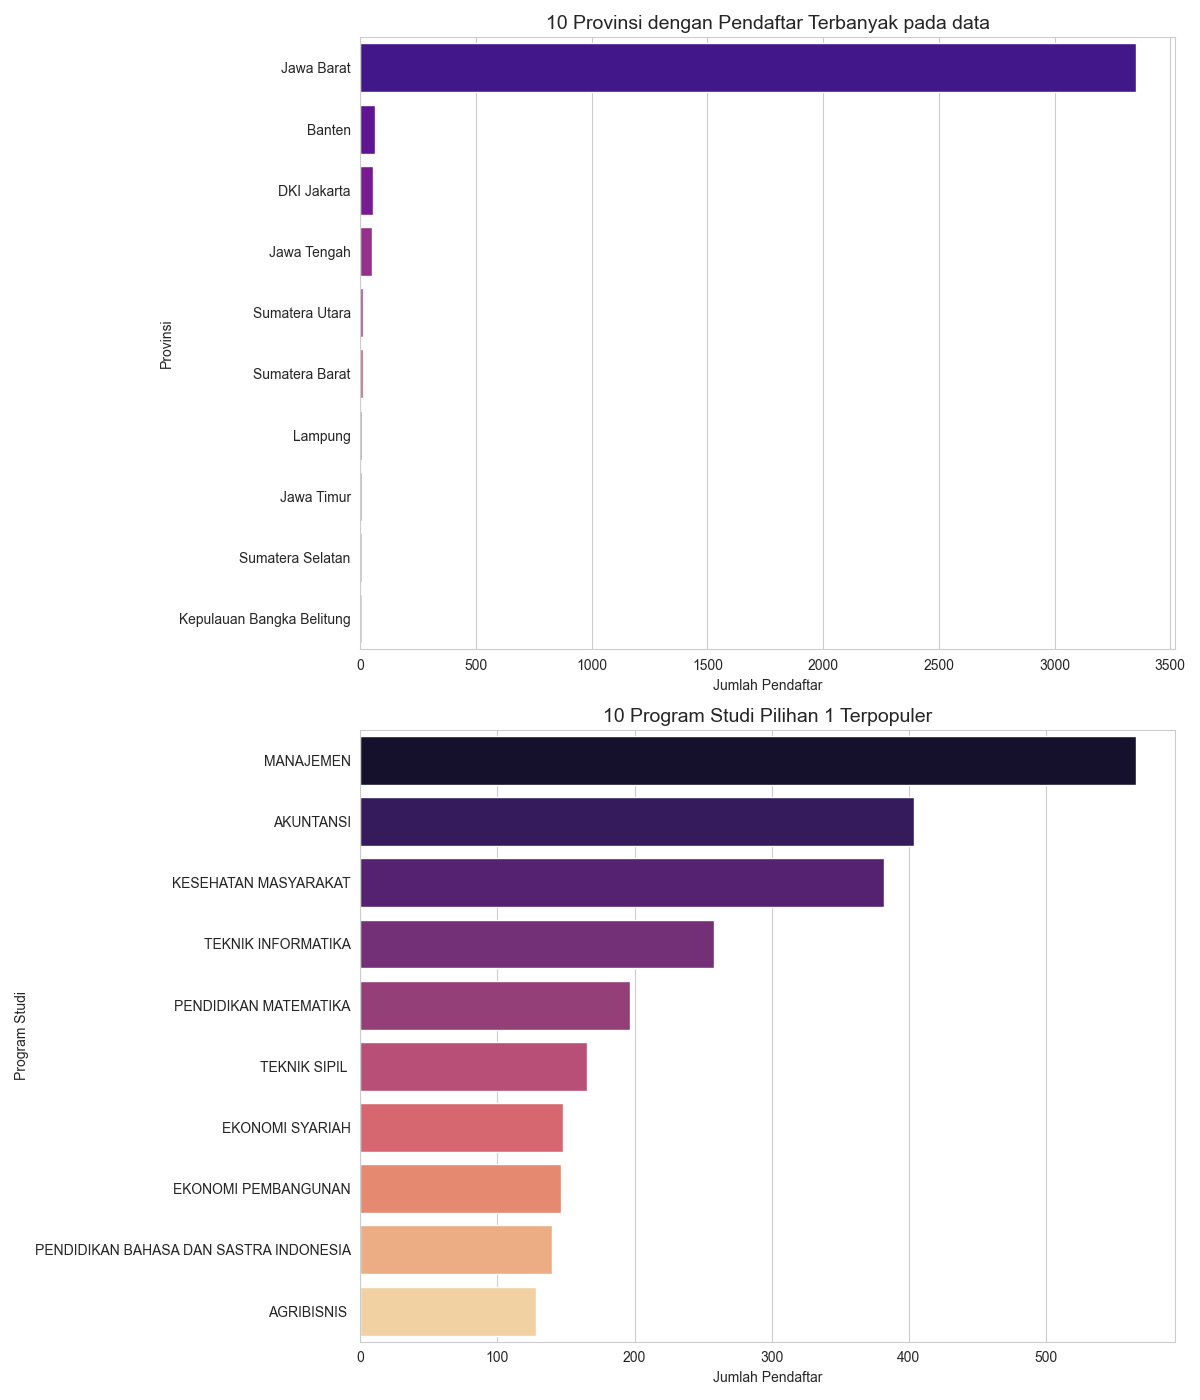 10 Provinsi dengan Pendaftar Terbanyak pada data
Provinsi
Jawa Barat
Banten
DKI Jakarta
Jawa Tengah
Sumatera Utara
Sumatera Barat
Lampung
Jawa Timur
Sumatera Selatan
Kepulauan Bangka Belitung
0 500 1000 1500 2000 2500 3000 3500
Jumlah Pendaftar
10 Program Studi Pilihan 1 Terpopuler
Program Studi
MANAJEMEN
AKUNTANSI
KESEHATAN MASYARAKAT
TEKNIK INFORMATIKA
PENDIDIKAN MATEMATIKA
TEKNIK SIPIL
EKONOMI SYARIAH
EKONOMI PEMBANGUNAN
PENDIDIKAN BAHASA DAN SASTRA INDONESIA
AGRIBISNIS
0 100 200 300 400 500
Jumlah Pendaftar